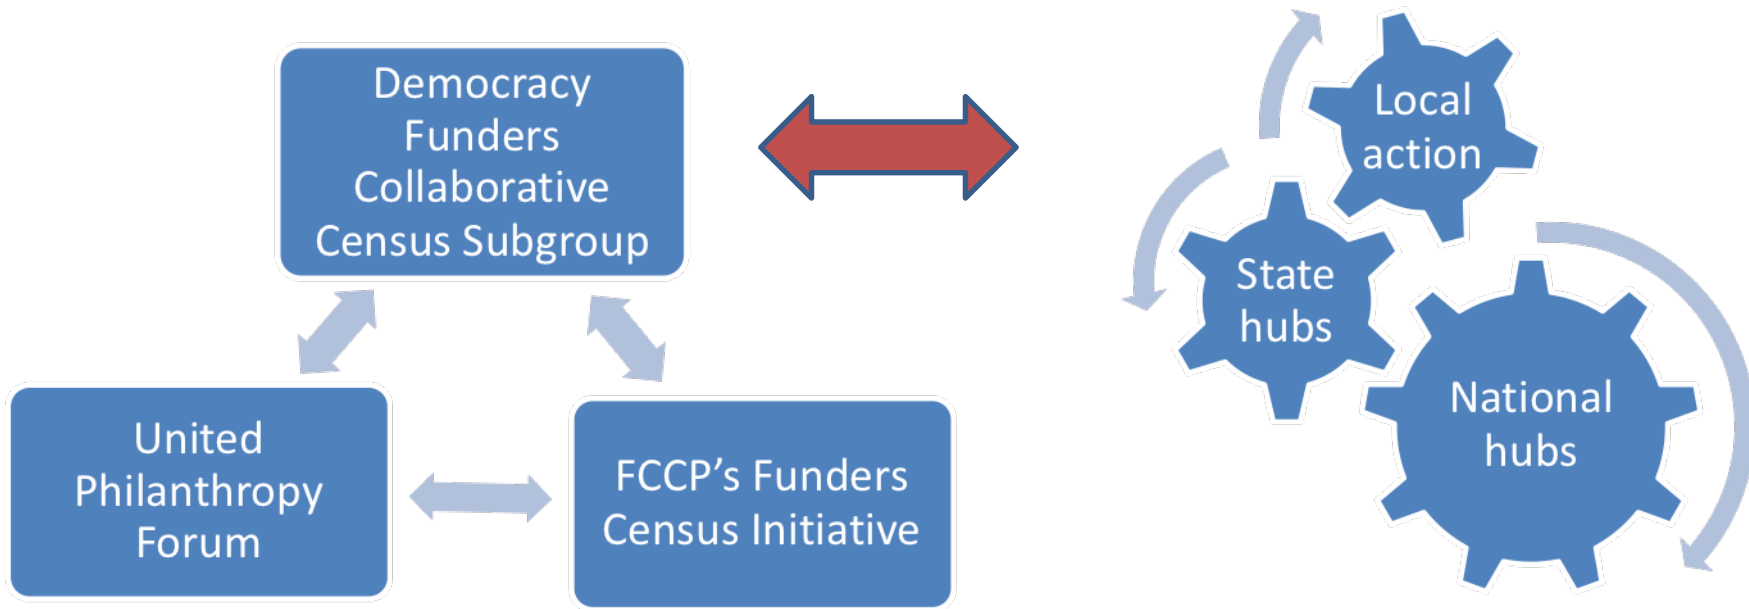 Democracy
Funders
Collaborative
Census Subgroup
United
Philanthropy
Forum
FCCP’s Funders
Census Initiative
Local
action
State
hubs
National
hubs